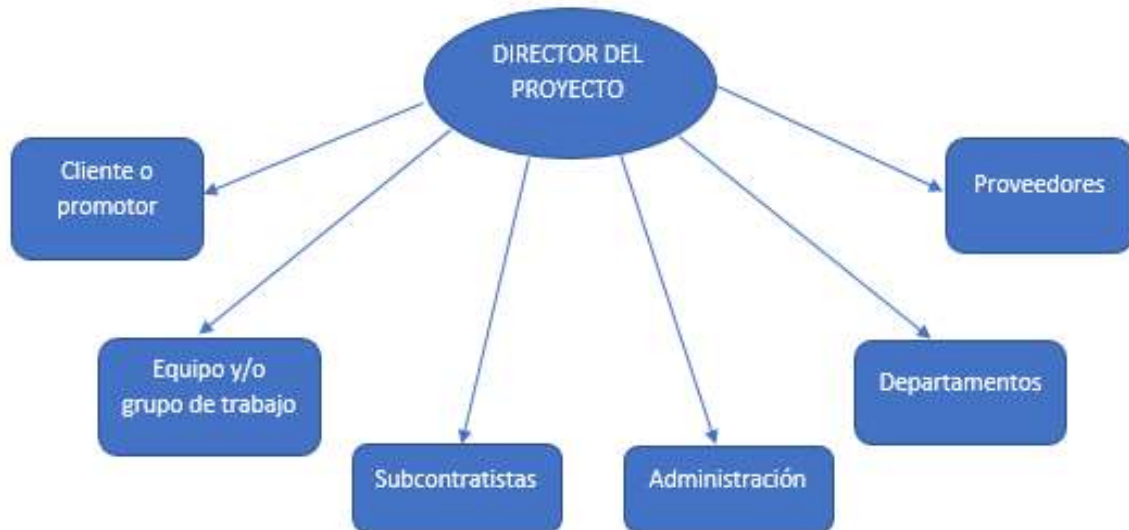 DIRECTOR DEL
PROYECTO
Cliente o
promotor
Proveedores
Equipo y/o
grupo de trabajo
Departamentos
Subcontratistas
Administración